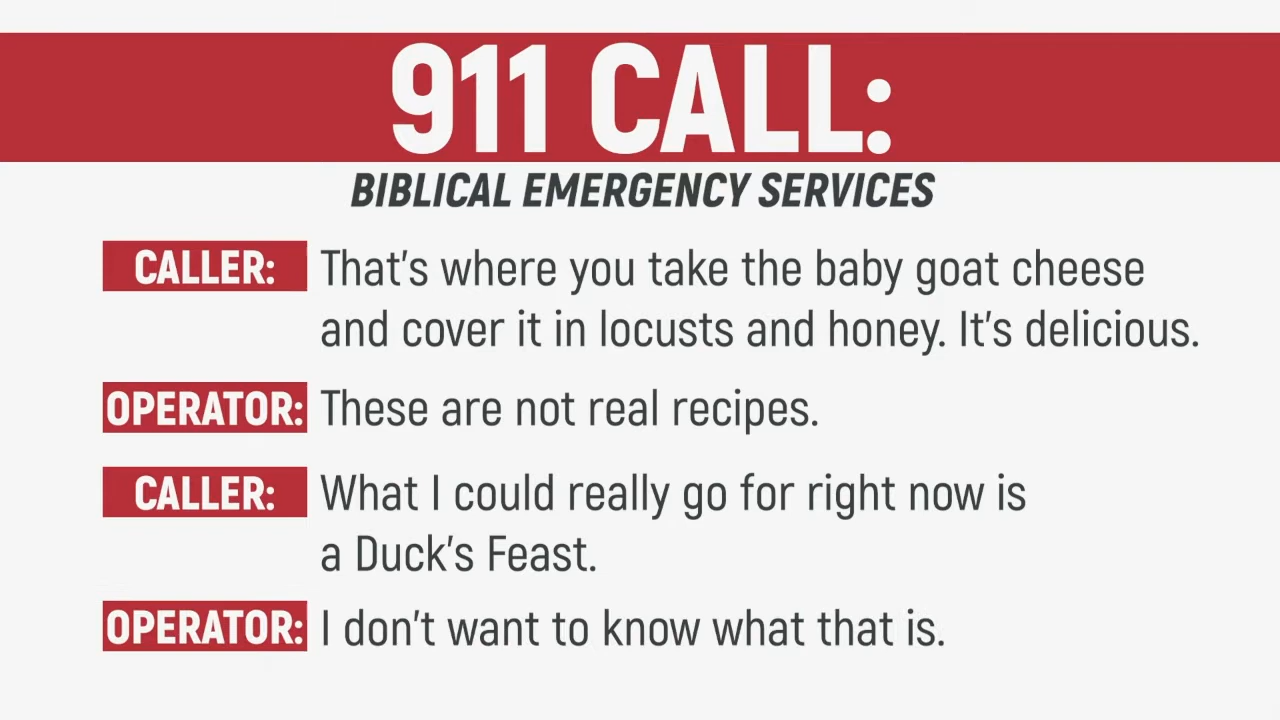 911 CALL:
BIBLICAL EMERGENCY SERVICES
CALLER: That's where you take the baby goat cheese
and cover it in locusts and honey. It's delicious.
OPERATOR: These are not real recipes.
CALLER: What I could really go for right now is
a Duck's Feast.
OPERATOR: I don't want to know what that is.